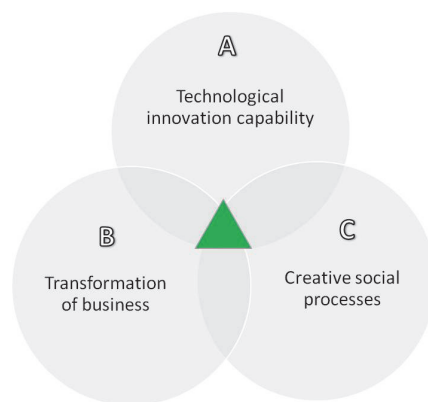 A
Technological
innovation capability
B
Transformation
of business
C
Creative social
processes